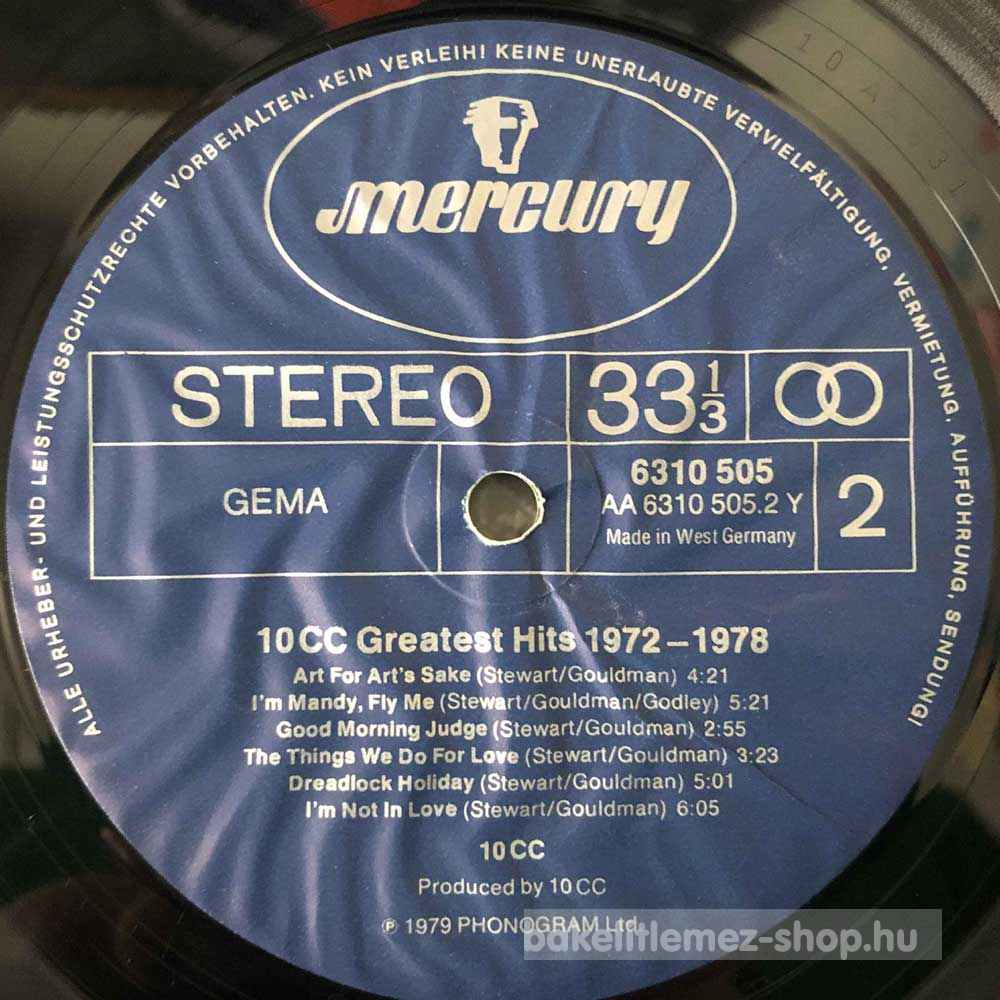 ALLE URHEBER- UND LEISTUNGSSCHUTZRECHTE VORBEHALTEN. KEIN VERLEIH! KEINE UNERLAUBTE VERVIELFÄLTIGUNG, VERMIETUNG, AUFFÜHRUNG, SENDUNG!
mercury
STEREO 33 1/3
GEMA
6310 505
AA 6310 505.2 Y
Made in West Germany
2
10CC Greatest Hits 1972–1978
Art For Art's Sake (Stewart/Gouldman) 4:21
I'm Mandy, Fly Me (Stewart/Gouldman/Godley) 5:21
Good Morning Judge (Stewart/Gouldman) 2:55
The Things We Do For Love (Stewart/Gouldman) 3:23
Dreadlock Holiday (Stewart/Gouldman) 5:01
I'm Not In Love (Stewart/Gouldman) 6:05
10CC
Produced by 10CC
℗ 1979 PHONOGRAM Ltd.
bakelitlemez-shop.hu